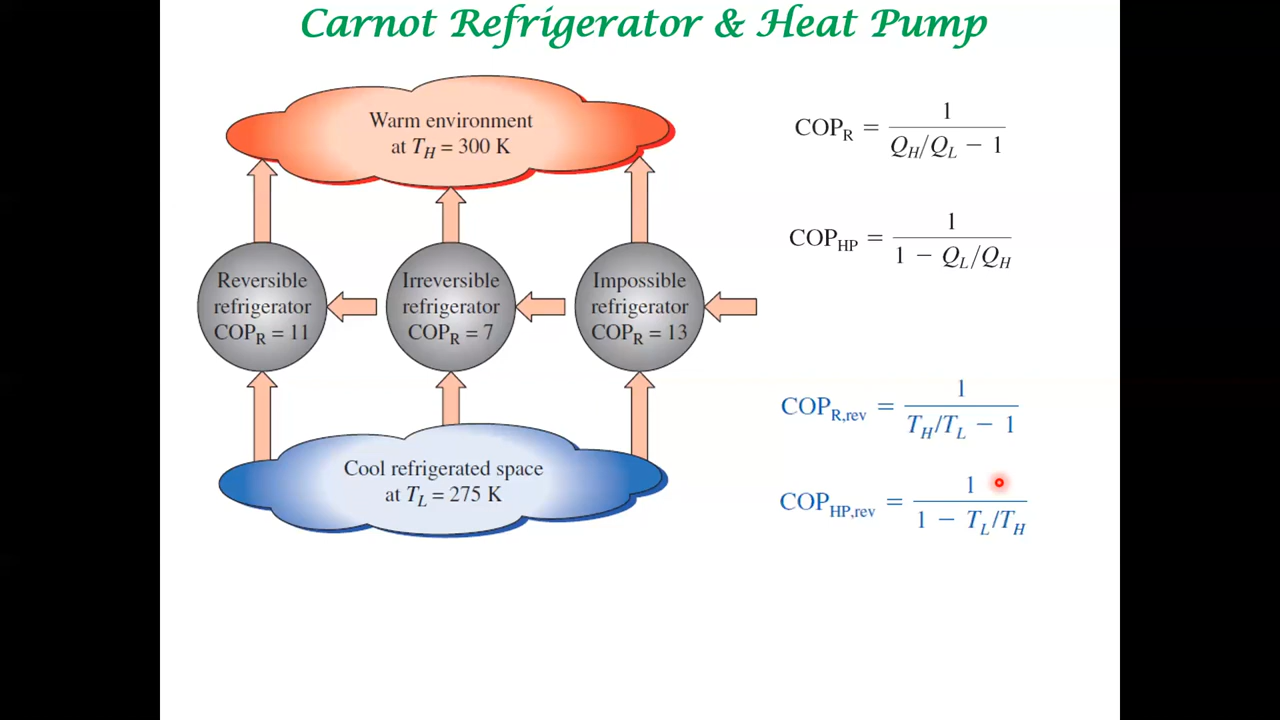 Carnot Refrigerator & Heat Pump
Warm environment
at T_H = 300 K
Reversible
refrigerator
COP_R = 11
Irreversible
refrigerator
COP_R = 7
Impossible
refrigerator
COP_R = 13
Cool refrigerated space
at T_L = 275 K
COP_R = 1 / (Q_H/Q_L − 1)
COP_HP = 1 / (1 − Q_L/Q_H)
COP_R,rev = 1 / (T_H/T_L − 1)
COP_HP,rev = 1 / (1 − T_L/T_H)